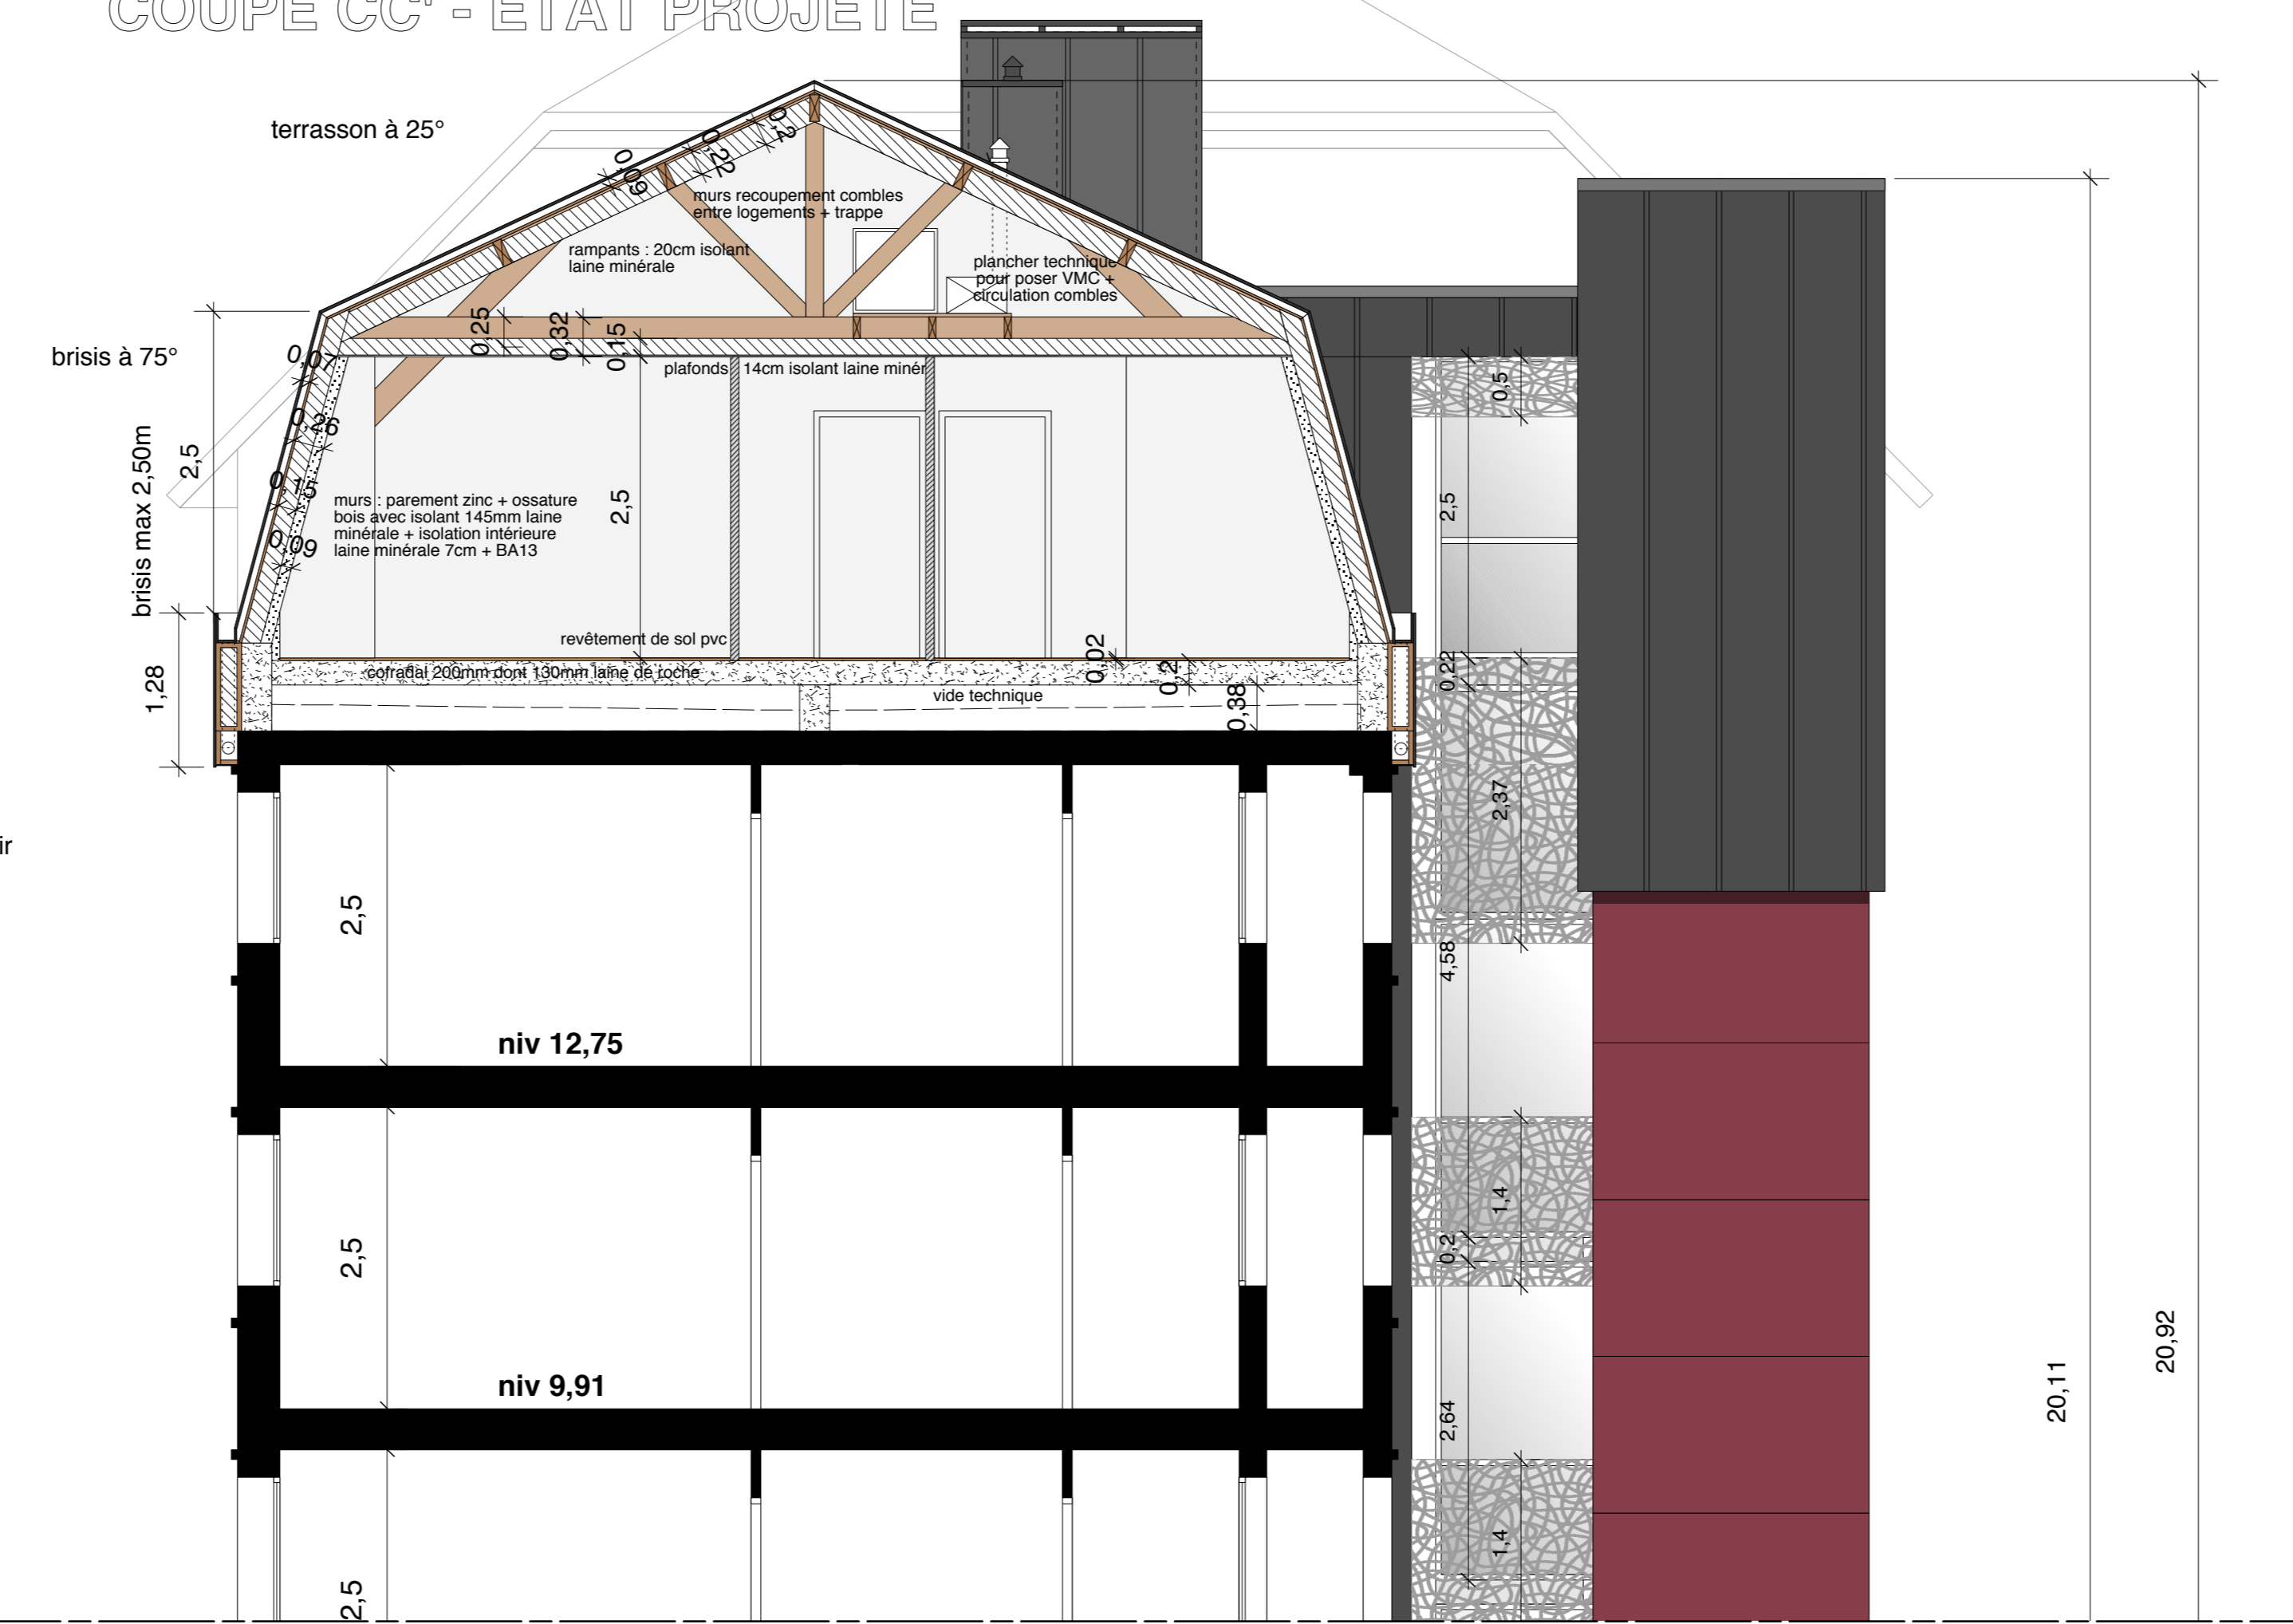 COUPE CC' - ETAT PROJETÉ
terrasson à 25°
0,2
0,22
0,09
murs recoupement combles
entre logements + trappe
rampants : 20cm isolant
laine minérale
plancher technique
pour poser VMC +
circulation combles
0,25
0,32
0,15
brisis à 75°
0,07
plafonds
14cm isolant laine minér
0,5
0,26
brisis max 2,50m
2,5
0,15
murs : parement zinc + ossature
bois avec isolant 145mm laine
minérale + isolation intérieure
laine minérale 7cm + BA13
2,5
2,5
0,09
revêtement de sol pvc
0,02
0,2
0,22
cofradal 200mm dont 130mm laine de roche
vide technique
0,38
1,28
2,37
ir
2,5
4,58
niv 12,75
1,4
2,5
0,2
20,92
niv 9,91
20,11
2,64
1,4
2,5